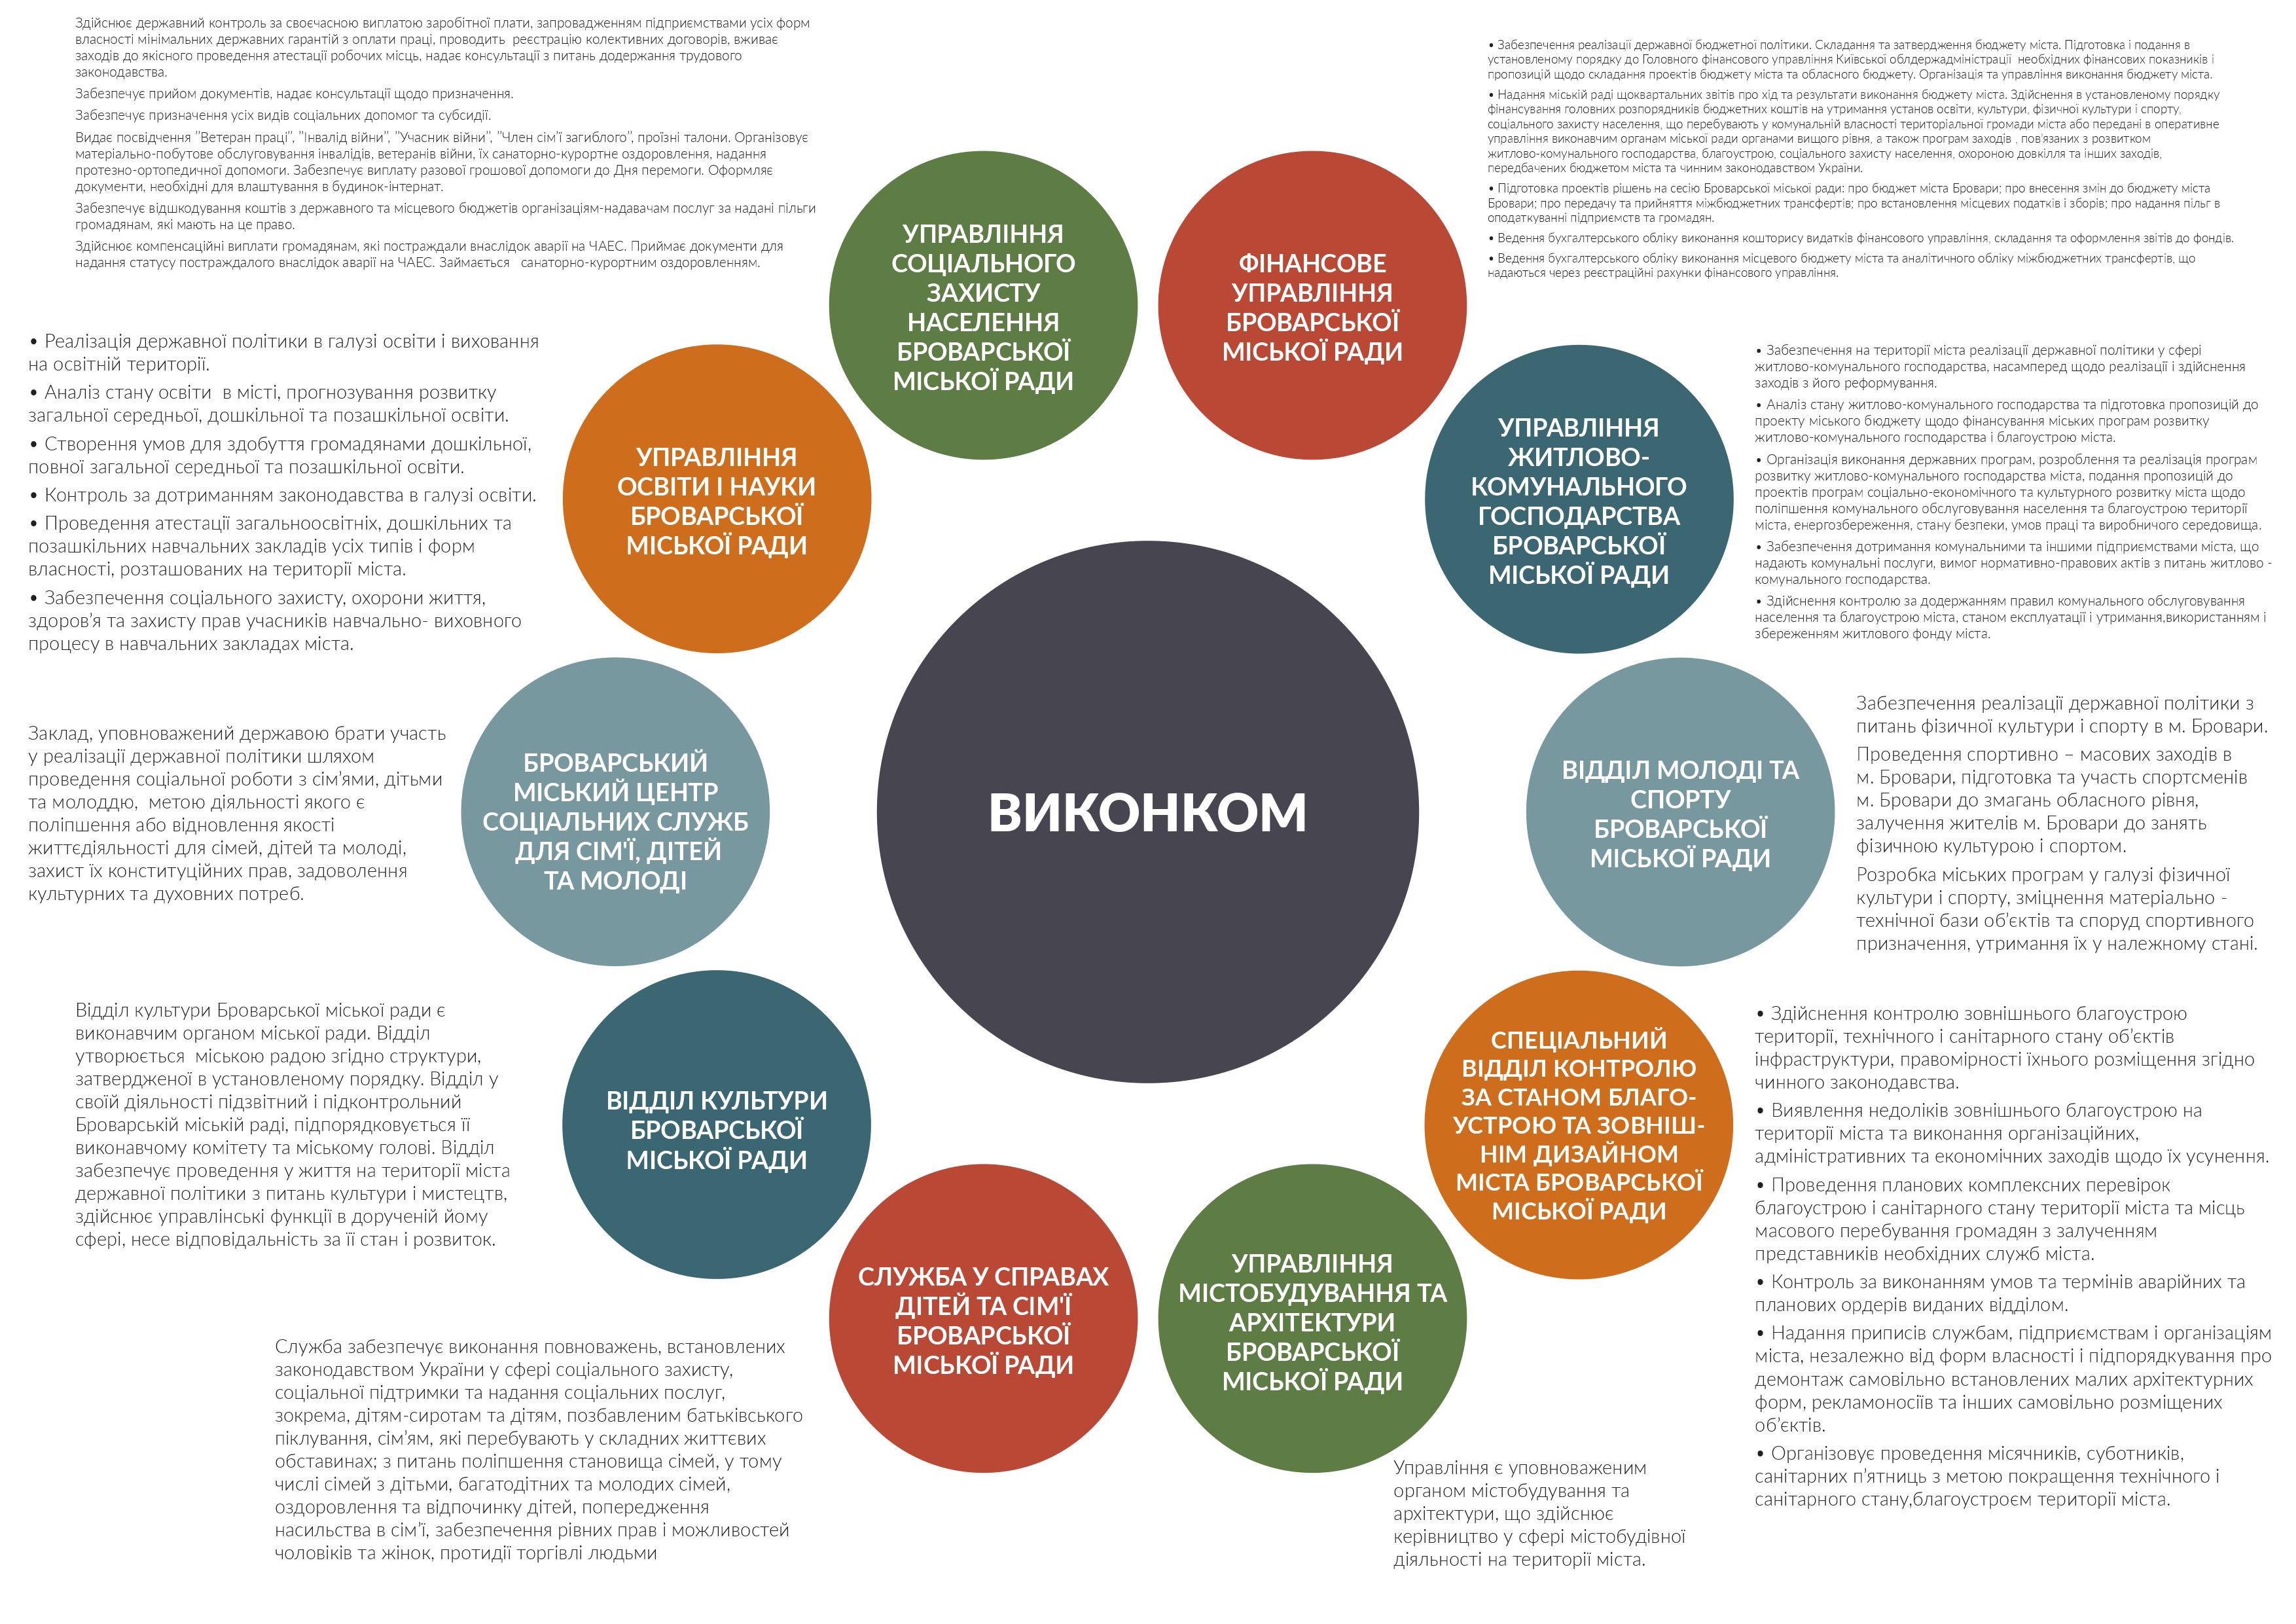 Здійснює державний контроль за своєчасною виплатою заробітної плати, запровадженням підприємствами усіх форм
власності мінімальних державних гарантій з оплати праці, проводить реєстрацію колективних договорів, вживає
заходів до якісного проведення атестації робочих місць, надає консультації з питань додержання трудового
законодавства.
Забезпечує прийом документів, надає консультації щодо призначення.
Забезпечує призначення усіх видів соціальних допомог та субсидії.
Видає посвідчення ”Ветеран праці”, ”Інвалід війни”, ”Учасник війни”, ”Член сім’ї загиблого”, проїзні талони. Організовує
матеріально-побутове обслуговування інвалідів, ветеранів війни, їх санаторно-курортне оздоровлення, надання
протезно-ортопедичної допомоги. Забезпечує виплату разової грошової допомоги до Дня перемоги. Оформляє
документи, необхідні для влаштування в будинок-інтернат.
Забезпечує відшкодування коштів з державного та місцевого бюджетів організаціям-надавачам послуг за надані пільги
громадянам, які мають на це право.
Здійснює компенсаційні виплати громадянам, які постраждали внаслідок аварії на ЧАЕС. Приймає документи для
надання статусу постраждалого внаслідок аварії на ЧАЕС. Займається санаторно-курортним оздоровленням.
УПРАВЛІННЯ
СОЦІАЛЬНОГО
ЗАХИСТУ
НАСЕЛЕННЯ
БРОВАРСЬКОЇ
МІСЬКОЇ РАДИ
ФІНАНСОВЕ
УПРАВЛІННЯ
БРОВАРСЬКОЇ
МІСЬКОЇ РАДИ
• Забезпечення реалізації державної бюджетної політики. Складання та затвердження бюджету міста. Підготовка і подання в
установленому порядку до Головного фінансового управління Київської облдержадміністрації необхідних фінансових показників і
пропозицій щодо складання проектів бюджету міста та обласного бюджету. Організація та управління виконання бюджету міста.
• Надання міській раді щоквартальних звітів про хід та результати виконання бюджету міста. Здійснення в установленому порядку
фінансування головних розпорядників бюджетних коштів на утримання установ освіти, культури, фізичної культури і спорту,
соціального захисту населення, що перебувають у комунальній власності територіальної громади міста або передані в оперативне
управління виконавчим органам міської ради органами вищого рівня, а також програм заходів , пов’язаних з розвитком
житлово-комунального господарства, благоустрою, соціального захисту населення, охороною довкілля та інших заходів,
передбачених бюджетом міста та чинним законодавством України.
• Підготовка проектів рішень на сесію Броварської міської ради: про бюджет міста Бровари; про внесення змін до бюджету міста
Бровари; про передачу та прийняття міжбюджетних трансфертів; про встановлення місцевих податків і зборів; про надання пільг в
оподаткуванні підприємств та громадян.
• Ведення бухгалтерського обліку виконання кошторису видатків фінансового управління, складання та оформлення звітів до фондів.
• Ведення бухгалтерського обліку виконання місцевого бюджету міста та аналітичного обліку міжбюджетних трансфертів, що
надаються через реєстраційні рахунки фінансового управління.
• Реалізація державної політики в галузі освіти і виховання
на освітній території.
• Аналіз стану освіти в місті, прогнозування розвитку
загальної середньої, дошкільної та позашкільної освіти.
• Створення умов для здобуття громадянами дошкільної,
повної загальної середньої та позашкільної освіти.
• Контроль за дотриманням законодавства в галузі освіти.
• Проведення атестації загальноосвітніх, дошкільних та
позашкільних навчальних закладів усіх типів і форм
власності, розташованих на території міста.
• Забезпечення соціального захисту, охорони життя,
здоров’я та захисту прав учасників навчально- виховного
процесу в навчальних закладах міста.
УПРАВЛІННЯ
ОСВІТИ І НАУКИ
БРОВАРСЬКОЇ
МІСЬКОЇ РАДИ
УПРАВЛІННЯ
ЖИТЛОВО-
КОМУНАЛЬНОГО
ГОСПОДАРСТВА
БРОВАРСЬКОЇ
МІСЬКОЇ РАДИ
• Забезпечення на території міста реалізації державної політики у сфері
житлово-комунального господарства, насамперед щодо реалізації і здійснення
заходів з його реформування.
• Аналіз стану житлово-комунального господарства та підготовка пропозицій до
проекту міського бюджету щодо фінансування міських програм розвитку
житлово-комунального господарства і благоустрою міста.
• Організація виконання державних програм, розроблення та реалізація програм
розвитку житлово-комунального господарства міста, подання пропозицій до
проектів програм соціально-економічного та культурного розвитку міста щодо
поліпшення комунального обслуговування населення та благоустрою території
міста, енергозбереження, стану безпеки, умов праці та виробничого середовища.
• Забезпечення дотримання комунальними та іншими підприємствами міста, що
надають комунальні послуги, вимог нормативно-правових актів з питань житлово -
комунального господарства.
• Здійснення контролю за додержанням правил комунального обслуговування
населення та благоустрою міста, станом експлуатації і утримання,використанням і
збереженням житлового фонду міста.
Заклад, уповноважений державою брати участь
у реалізації державної політики шляхом
проведення соціальної роботи з сім’ями, дітьми
та молоддю, метою діяльності якого є
поліпшення або відновлення якості
життєдіяльності для сімей, дітей та молоді,
захист їх конституційних прав, задоволення
культурних та духовних потреб.
БРОВАРСЬКИЙ
МІСЬКИЙ ЦЕНТР
СОЦІАЛЬНИХ СЛУЖБ
ДЛЯ СІМ'Ї, ДІТЕЙ
ТА МОЛОДІ
ВИКОНКОМ
ВІДДІЛ МОЛОДІ ТА
СПОРТУ
БРОВАРСЬКОЇ
МІСЬКОЇ РАДИ
Забезпечення реалізації державної політики з
питань фізичної культури і спорту в м. Бровари.
Проведення спортивно – масових заходів в
м. Бровари, підготовка та участь спортсменів
м. Бровари до змагань обласного рівня,
залучення жителів м. Бровари до занять
фізичною культурою і спортом.
Розробка міських програм у галузі фізичної
культури і спорту, зміцнення матеріально -
технічної бази об’єктів та споруд спортивного
призначення, утримання їх у належному стані.
Відділ культури Броварської міської ради є
виконавчим органом міської ради. Відділ
утворюється міською радою згідно структури,
затвердженої в установленому порядку. Відділ у
своїй діяльності підзвітний і підконтрольний
Броварській міській раді, підпорядковується її
виконавчому комітету та міському голові. Відділ
забезпечує проведення у життя на території міста
державної політики з питань культури і мистецтв,
здійснює управлінські функції в дорученій йому
сфері, несе відповідальність за її стан і розвиток.
ВІДДІЛ КУЛЬТУРИ
БРОВАРСЬКОЇ
МІСЬКОЇ РАДИ
СПЕЦІАЛЬНИЙ
ВІДДІЛ КОНТРОЛЮ
ЗА СТАНОМ БЛАГО-
УСТРОЮ ТА ЗОВНІШ-
НІМ ДИЗАЙНОМ
МІСТА БРОВАРСЬКОЇ
МІСЬКОЇ РАДИ
• Здійснення контролю зовнішнього благоустрою
території, технічного і санітарного стану об’єктів
інфраструктури, правомірності їхнього розміщення згідно
чинного законодавства.
• Виявлення недоліків зовнішнього благоустрою на
території міста та виконання організаційних,
адміністративних та економічних заходів щодо їх усунення.
• Проведення планових комплексних перевірок
благоустрою і санітарного стану території міста та місць
масового перебування громадян з залученням
представників необхідних служб міста.
• Контроль за виконанням умов та термінів аварійних та
планових ордерів виданих відділом.
• Надання приписів службам, підприємствам і організаціям
міста, незалежно від форм власності і підпорядкування про
демонтаж самовільно встановлених малих архітектурних
форм, рекламоносіїв та інших самовільно розміщених
об’єктів.
• Організовує проведення місячників, суботників,
санітарних п’ятниць з метою покращення технічного і
санітарного стану,благоустроєм території міста.
СЛУЖБА У СПРАВАХ
ДІТЕЙ ТА СІМ'Ї
БРОВАРСЬКОЇ
МІСЬКОЇ РАДИ
УПРАВЛІННЯ
МІСТОБУДУВАННЯ ТА
АРХІТЕКТУРИ
БРОВАРСЬКОЇ
МІСЬКОЇ РАДИ
Служба забезпечує виконання повноважень, встановлених
законодавством України у сфері соціального захисту,
соціальної підтримки та надання соціальних послуг,
зокрема, дітям-сиротам та дітям, позбавленим батьківського
піклування, сім’ям, які перебувають у складних життєвих
обставинах; з питань поліпшення становища сімей, у тому
числі сімей з дітьми, багатодітних та молодих сімей,
оздоровлення та відпочинку дітей, попередження
насильства в сім’ї, забезпечення рівних прав і можливостей
чоловіків та жінок, протидії торгівлі людьми
Управління є уповноваженим
органом містобудування та
архітектури, що здійснює
керівництво у сфері містобудівної
діяльності на території міста.